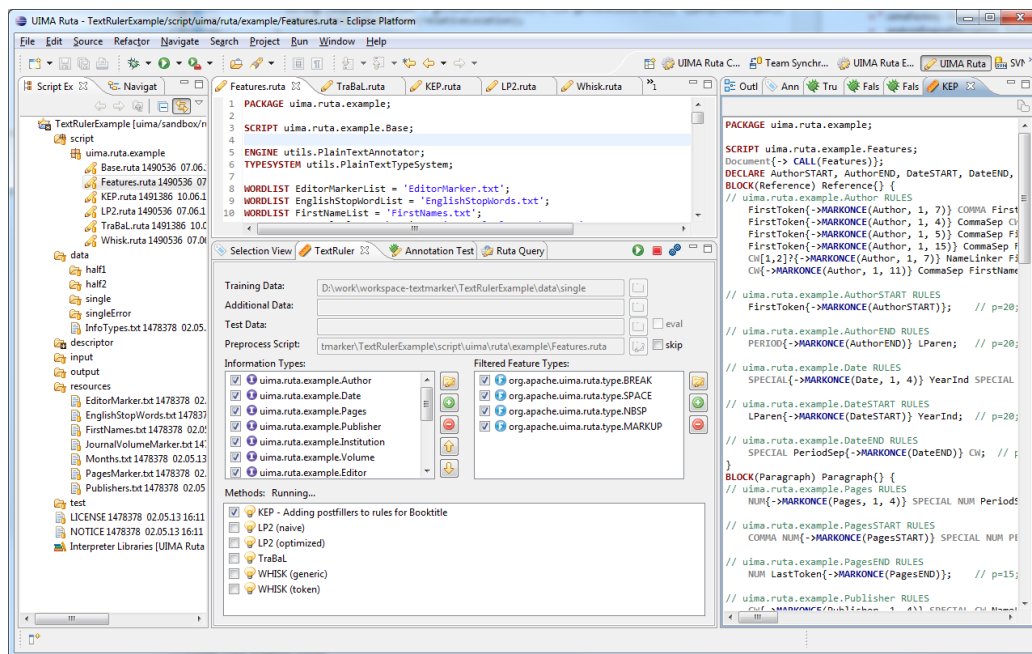 UIMA Ruta - TextRulerExample/script/uima/ruta/example/Features.ruta - Eclipse Platform
File Edit Source Refactor Navigate Search Project Run Window Help
UIMA Ruta C... Team Synchr... UIMA Ruta E... UIMA Ruta SVN
Script Ex Navigat
TextRulerExample [uima/sandbox/ru
script
uima.ruta.example
Base.ruta 1490536 07.06.
Features.ruta 1490536 07
KEP.ruta 1491386 10.06.1
LP2.ruta 1490536 07.06.1
TraBaL.ruta 1491386 10.0
Whisk.ruta 1490536 07.0
data
half1
half2
single
singleError
InfoTypes.txt 1478378 02.05.
descriptor
input
output
resources
EditorMarker.txt 1478378 02.
EnglishStopWords.txt 14783
FirstNames.txt 1478378 02.05
JournalVolumeMarker.txt 147
Months.txt 1478378 02.05.13
PagesMarker.txt 1478378 02.
Publishers.txt 1478378 02.05
test
LICENSE 1478378 02.05.13 16:11
NOTICE 1478378 02.05.13 16:11
Interpreter Libraries [UIMA Ruta
Features.ruta TraBaL.ruta KEP.ruta LP2.ruta Whisk.ruta »1
1 PACKAGE uima.ruta.example;
2
3 SCRIPT uima.ruta.example.Base;
4
5 ENGINE utils.PlainTextAnnotator;
6 TYPESYSTEM utils.PlainTextTypeSystem;
7
8 WORDLIST EditorMarkerList = 'EditorMarker.txt';
9 WORDLIST EnglishStopWordList = 'EnglishStopWords.txt';
10 WORDLIST FirstNameList = 'FirstNames.txt';
Selection View TextRuler Annotation Test Ruta Query
Training Data: D:\work\workspace-textmarker\TextRulerExample\data\single
Additional Data:
Test Data: eval
Preprocess Script: tmarker\TextRulerExample\script\uima\ruta\example\Features.ruta skip
Information Types: Filtered Feature Types:
uima.ruta.example.Author org.apache.uima.ruta.type.BREAK
uima.ruta.example.Date org.apache.uima.ruta.type.SPACE
uima.ruta.example.Pages org.apache.uima.ruta.type.NBSP
uima.ruta.example.Publisher org.apache.uima.ruta.type.MARKUP
uima.ruta.example.Institution
uima.ruta.example.Volume
uima.ruta.example.Editor
Methods: Running...
KEP - Adding postfillers to rules for Booktitle
LP2 (naive)
LP2 (optimized)
TraBaL
WHISK (generic)
WHISK (token)
Outl Ann Tru Fals Fals KEP
PACKAGE uima.ruta.example;
SCRIPT uima.ruta.example.Features;
Document{-> CALL(Features)};
DECLARE AuthorSTART, AuthorEND, DateSTART, DateEND,
BLOCK(Reference) Reference{} {
// uima.ruta.example.Author RULES
FirstToken{->MARKONCE(Author, 1, 7)} COMMA First
FirstToken{->MARKONCE(Author, 1, 4)} CommaSep CW
FirstToken{->MARKONCE(Author, 1, 5)} CommaSep Fi
FirstToken{->MARKONCE(Author, 1, 15)} CommaSep F
CW[1,2]?{->MARKONCE(Author, 1, 7)} NameLinker Fi
CW{->MARKONCE(Author, 1, 11)} CommaSep FirstName
// uima.ruta.example.AuthorSTART RULES
FirstToken{->MARKONCE(AuthorSTART)}; // p=20;
// uima.ruta.example.AuthorEND RULES
PERIOD{->MARKONCE(AuthorEND)} LParen; // p=20;
// uima.ruta.example.Date RULES
SPECIAL{->MARKONCE(Date, 1, 4)} YearInd SPECIAL
// uima.ruta.example.DateSTART RULES
LParen{->MARKONCE(DateSTART)} YearInd; // p=20;
// uima.ruta.example.DateEND RULES
SPECIAL PeriodSep{->MARKONCE(DateEND)} CW; // p
}
BLOCK(Paragraph) Paragraph{} {
// uima.ruta.example.Pages RULES
NUM{->MARKONCE(Pages, 1, 4)} SPECIAL NUM PeriodS
// uima.ruta.example.PagesSTART RULES
COMMA NUM{->MARKONCE(PagesSTART)} SPECIAL NUM PE
// uima.ruta.example.PagesEND RULES
NUM LastToken{->MARKONCE(PagesEND)}; // p=15;
// uima.ruta.example.Publisher RULES